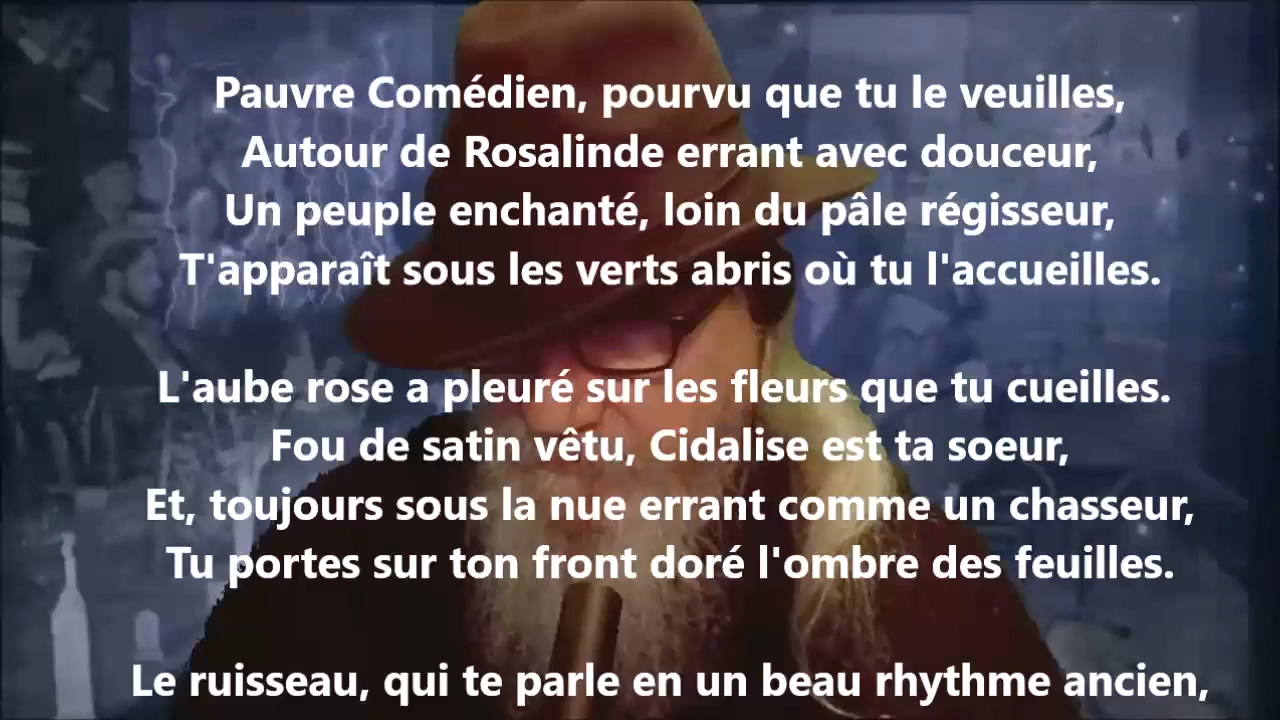 Pauvre Comédien, pourvu que tu le veuilles,
Autour de Rosalinde errant avec douceur,
Un peuple enchanté, loin du pâle régisseur,
T'apparaît sous les verts abris où tu l'accueilles.
L'aube rose a pleuré sur les fleurs que tu cueilles.
Fou de satin vêtu, Cidalise est ta soeur,
Et, toujours sous la nue errant comme un chasseur,
Tu portes sur ton front doré l'ombre des feuilles.
Le ruisseau, qui te parle en un beau rhythme ancien,